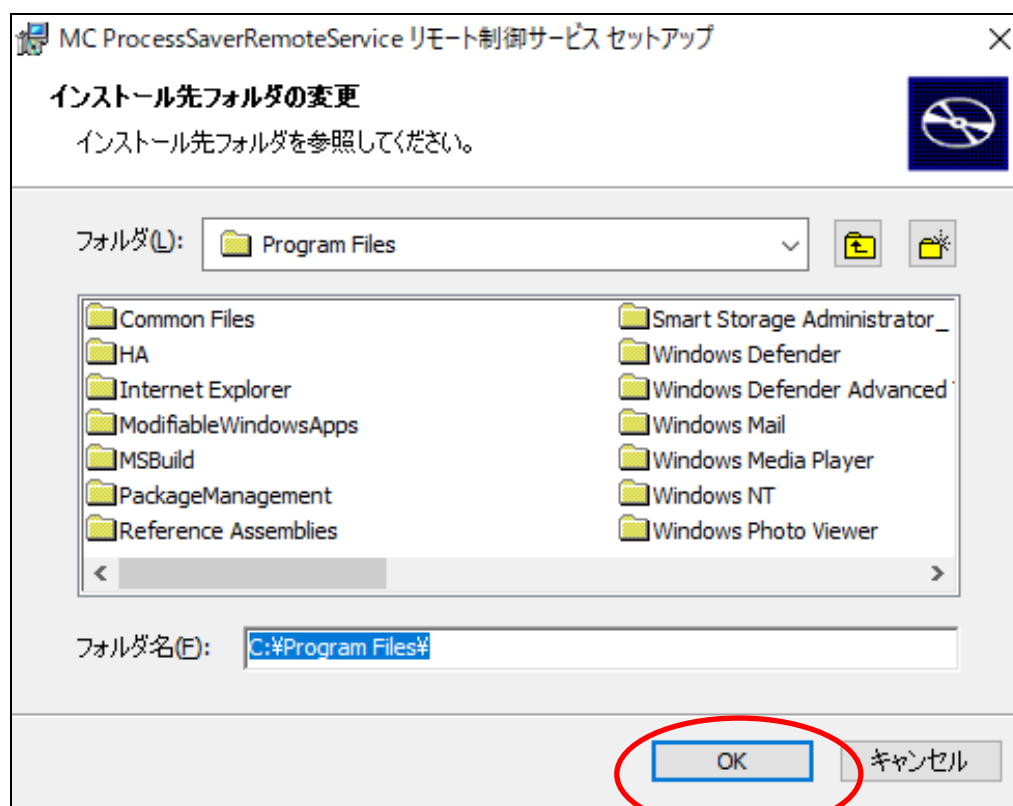 MC ProcessSaverRemoteService リモート制御サービス セットアップ
インストール先フォルダの変更
インストール先フォルダを参照してください。
フォルダ(L):
Program Files
Common Files
HA
Internet Explorer
ModifiableWindowsApps
MSBuild
PackageManagement
Reference Assemblies
Smart Storage Administrator_
Windows Defender
Windows Defender Advanced
Windows Mail
Windows Media Player
Windows NT
Windows Photo Viewer
フォルダ名(F):
C:¥Program Files¥
OK
キャンセル